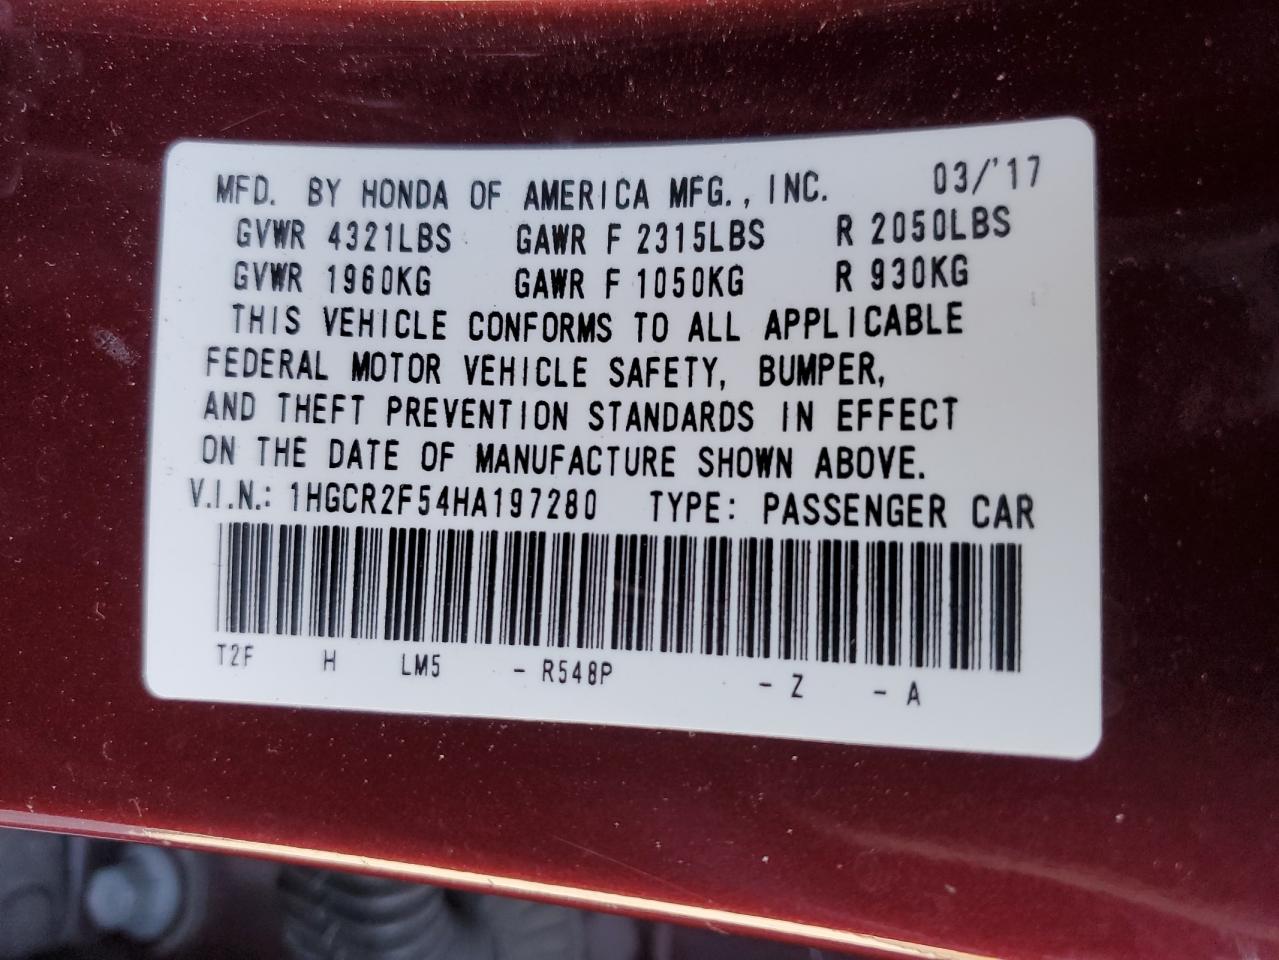 MFD. BY HONDA OF AMERICA MFG., INC. 03/'17
GVWR 4321LBS GAWR F 2315LBS R 2050LBS
GVWR 1960KG GAWR F 1050KG R 930KG
THIS VEHICLE CONFORMS TO ALL APPLICABLE
FEDERAL MOTOR VEHICLE SAFETY, BUMPER,
AND THEFT PREVENTION STANDARDS IN EFFECT
ON THE DATE OF MANUFACTURE SHOWN ABOVE.
V.I.N.: 1HGCR2F54HA197280 TYPE: PASSENGER CAR
T2F H LM5 - R548P - Z - A